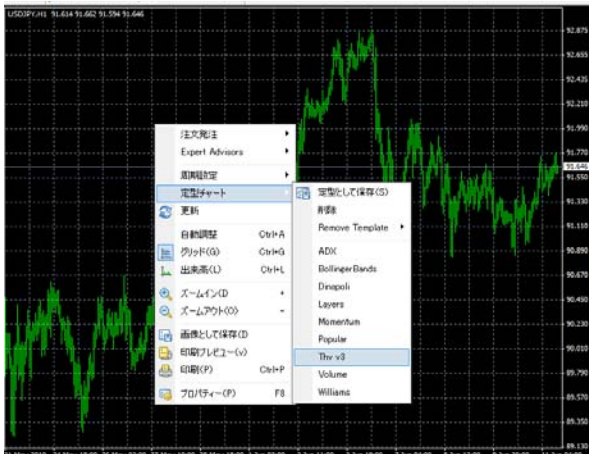 USDJPY,H1 91.614 91.662 91.594 91.646
92.875
92.655
92.425
92.210
91.990
91.770
91.646
91.550
91.330
91.110
90.890
90.670
90.450
90.230
90.010
89.790
89.570
89.350
89.130
注文発注
Expert Advisors
周期設定
定型チャート
更新
自動調整 Ctrl+A
グリッド(G) Ctrl+G
出来高(L) Ctrl+L
ズームイン(I) +
ズームアウト(O) -
画像として保存(I)
印刷プレビュー(v)
印刷(P) Ctrl+P
プロパティー(P) F8
定型として保存(S)
削除
Remove Template
ADX
BollingerBands
Dinapoli
Layers
Momentum
Popular
Thv v3
Volume
Williams